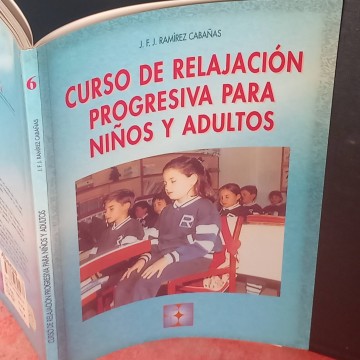 J. F. J. RAMÍREZ CABAÑAS
CURSO DE RELAJACIÓN
PROGRESIVA PARA
NIÑOS Y ADULTOS
6
J. F. J. RAMÍREZ CABAÑAS
CURSO DE RELAJACIÓN PROGRESIVA PARA NIÑOS Y ADULTOS
R